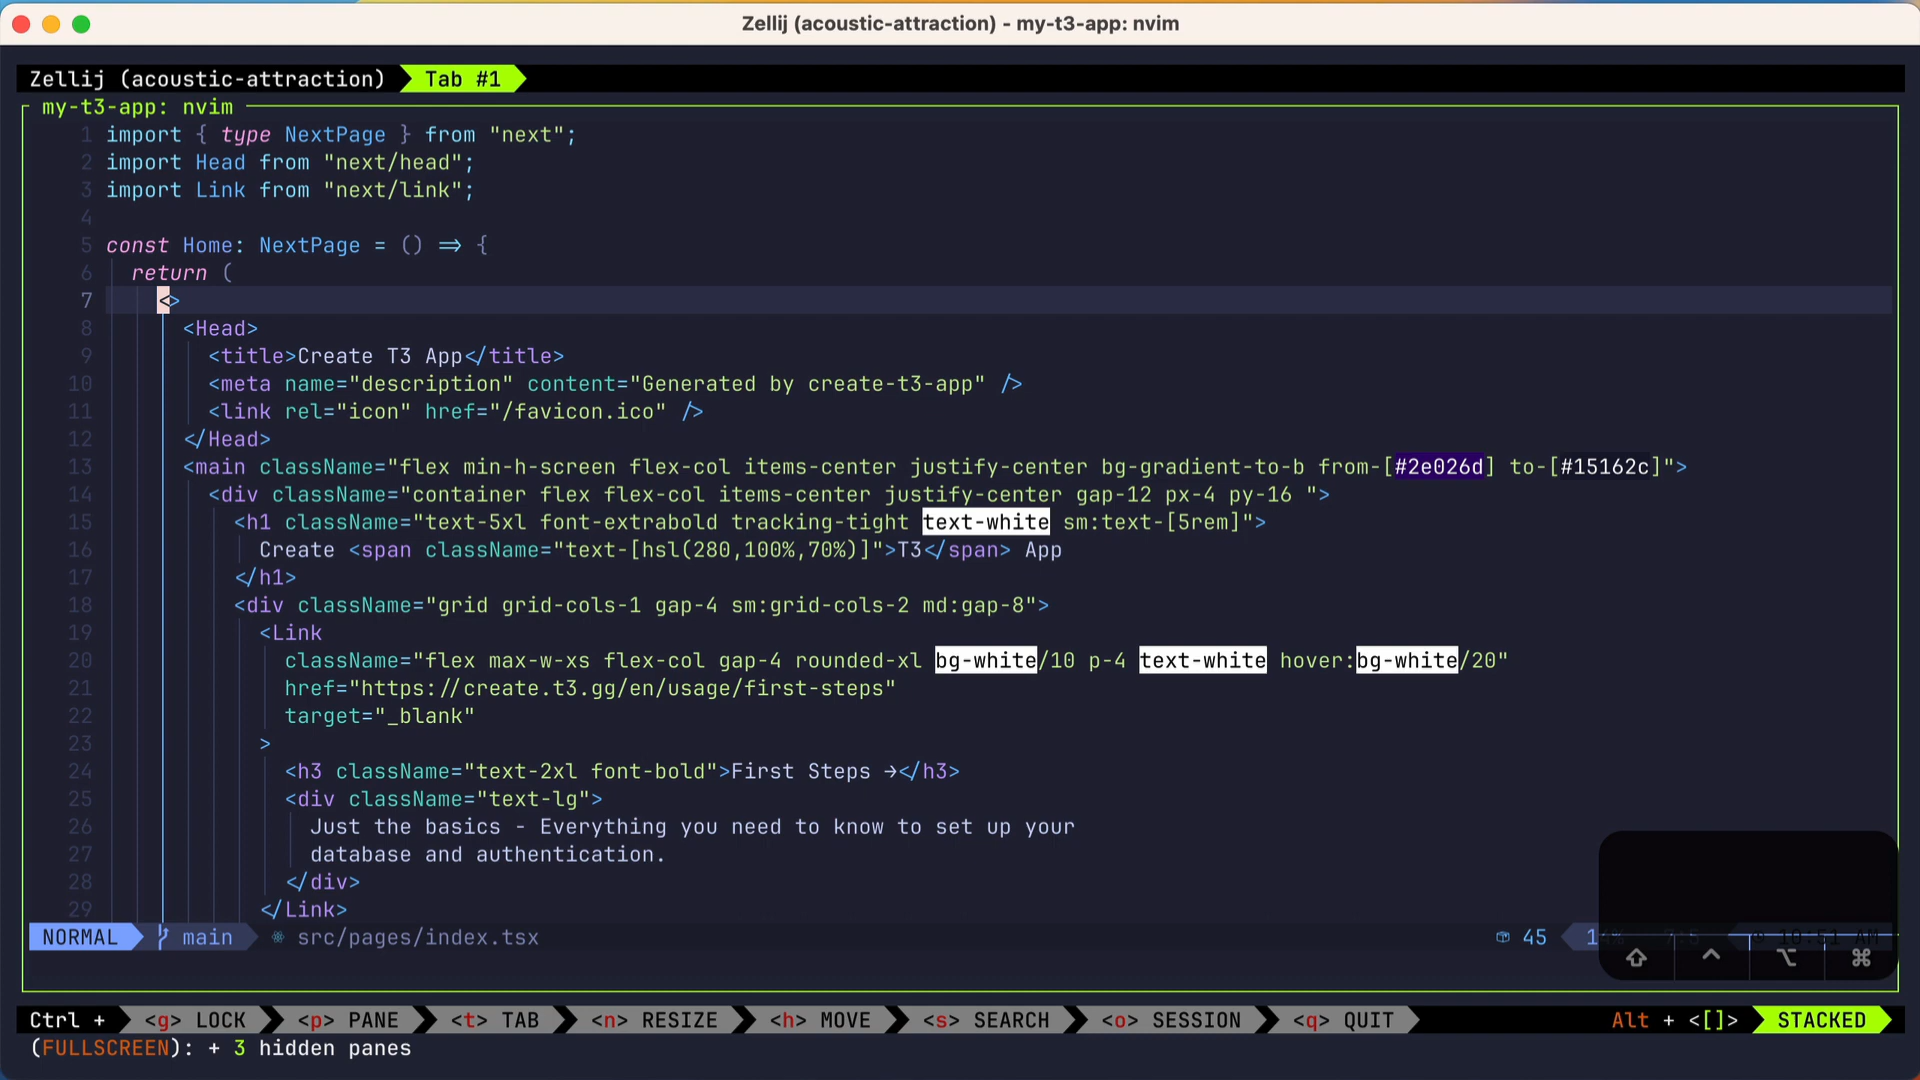 Zellij (acoustic-attraction) - my-t3-app: nvim
Zellij (acoustic-attraction) Tab #1
my-t3-app: nvim
1 import { type NextPage } from "next";
2 import Head from "next/head";
3 import Link from "next/link";
4
5 const Home: NextPage = () => {
6 return (
7 <>
8 <Head>
9 <title>Create T3 App</title>
10 <meta name="description" content="Generated by create-t3-app" />
11 <link rel="icon" href="/favicon.ico" />
12 </Head>
13 <main className="flex min-h-screen flex-col items-center justify-center bg-gradient-to-b from-[#2e026d] to-[#15162c]">
14 <div className="container flex flex-col items-center justify-center gap-12 px-4 py-16 ">
15 <h1 className="text-5xl font-extrabold tracking-tight text-white sm:text-[5rem]">
16 Create <span className="text-[hsl(280,100%,70%)]">T3</span> App
17 </h1>
18 <div className="grid grid-cols-1 gap-4 sm:grid-cols-2 md:gap-8">
19 <Link
20 className="flex max-w-xs flex-col gap-4 rounded-xl bg-white/10 p-4 text-white hover:bg-white/20"
21 href="https://create.t3.gg/en/usage/first-steps"
22 target="_blank"
23 >
24 <h3 className="text-2xl font-bold">First Steps →</h3>
25 <div className="text-lg">
26 Just the basics - Everything you need to know to set up your
27 database and authentication.
28 </div>
29 </Link>
NORMAL main src/pages/index.tsx 45 14% 7:5 10:51 AM
⇧ ^ ⌥ ⌘
Ctrl + <g> LOCK <p> PANE <t> TAB <n> RESIZE <h> MOVE <s> SEARCH <o> SESSION <q> QUIT Alt + <[]> STACKED
(FULLSCREEN): + 3 hidden panes